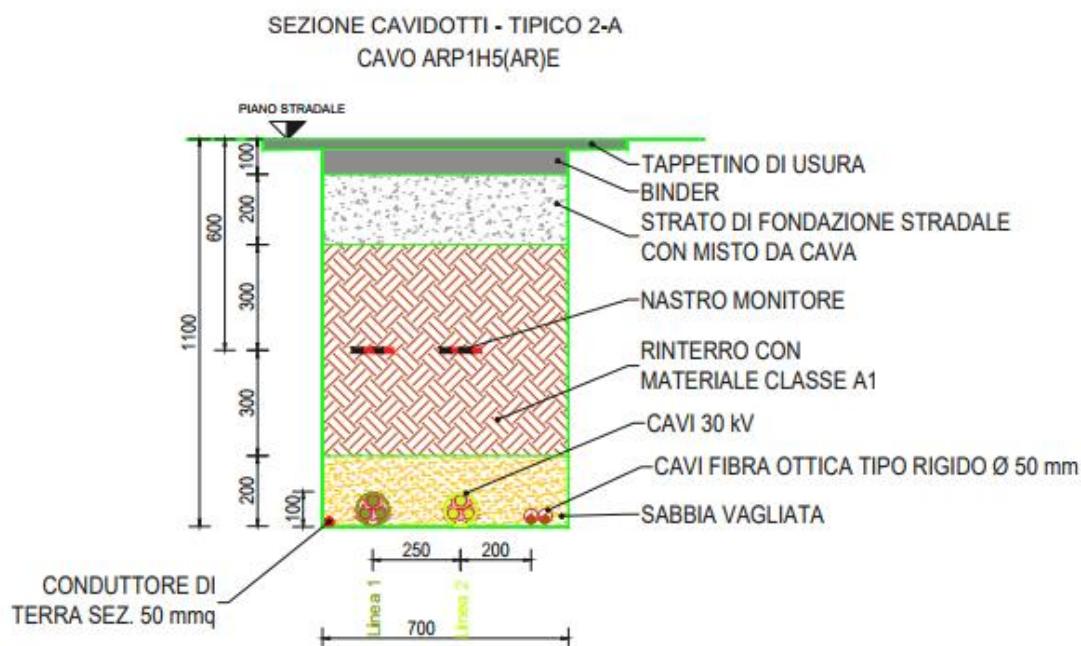 SEZIONE CAVIDOTTI - TIPICO 2-A
CAVO ARP1H5(AR)E
PIANO STRADALE
100
200
600
300
1100
300
200
100
TAPPETINO DI USURA
BINDER
STRATO DI FONDAZIONE STRADALE
CON MISTO DA CAVA
NASTRO MONITORE
RINTERRO CON
MATERIALE CLASSE A1
CAVI 30 kV
CAVI FIBRA OTTICA TIPO RIGIDO Ø 50 mm
SABBIA VAGLIATA
250
200
CONDUTTORE DI
TERRA SEZ. 50 mmq
Linea 1
Linea 2
700